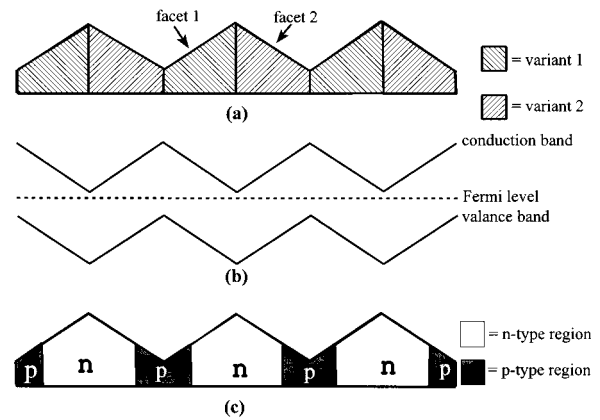 facet 1 facet 2
= variant 1
= variant 2
(a)
conduction band
Fermi level
valance band
(b)
= n-type region
= p-type region
p n p n p n p
(c)